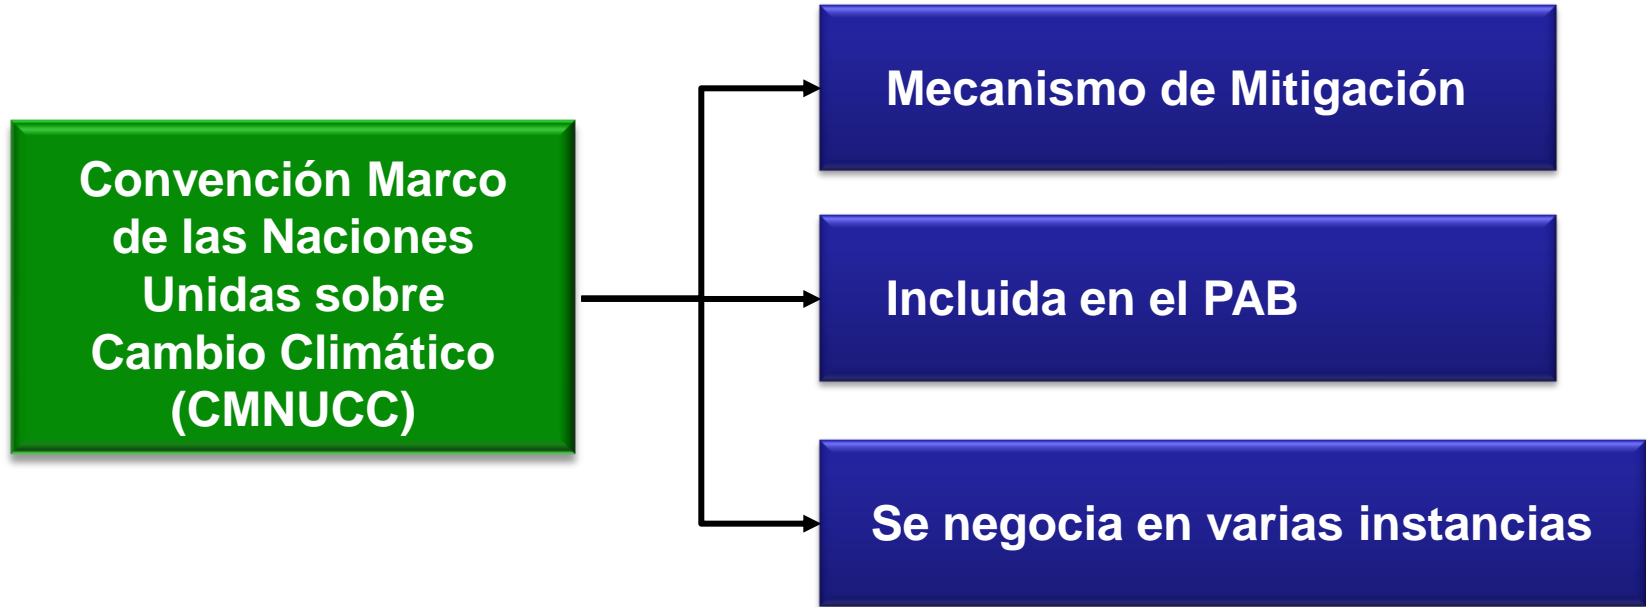 Convención Marco
de las Naciones
Unidas sobre
Cambio Climático
(CMNUCC)
Mecanismo de Mitigación
Incluida en el PAB
Se negocia en varias instancias